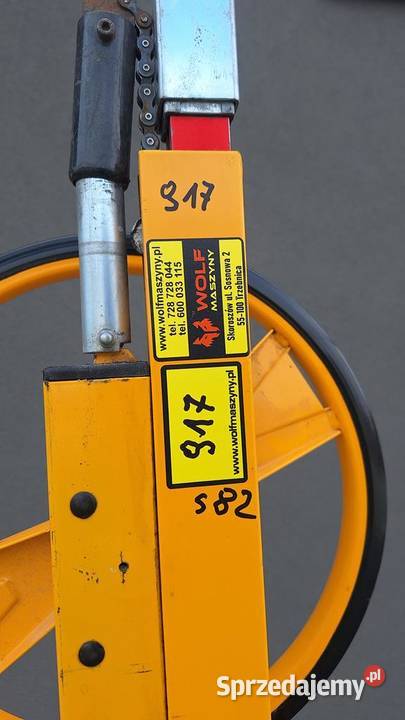 917
www.wolfmaszyny.pl
tel. 728 728 044
tel. 600 033 115
WOLF
MASZYNY
Skoroszów ul. Sosnowa 2
55-100 Trzebnica
917
www.wolfmaszyny.pl
s82
Sprzedajemy.pl